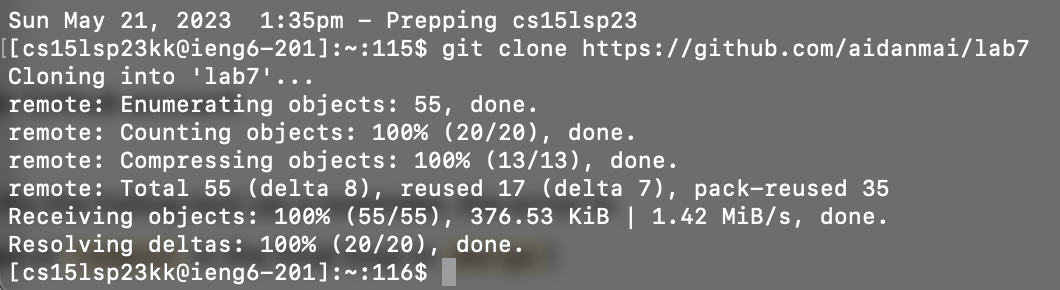 Sun May 21, 2023  1:35pm - Prepping cs15lsp23
[[cs15lsp23kk@ieng6-201]:~:115$ git clone https://github.com/aidanmai/lab7
Cloning into 'lab7'...
remote: Enumerating objects: 55, done.
remote: Counting objects: 100% (20/20), done.
remote: Compressing objects: 100% (13/13), done.
remote: Total 55 (delta 8), reused 17 (delta 7), pack-reused 35
Receiving objects: 100% (55/55), 376.53 KiB | 1.42 MiB/s, done.
Resolving deltas: 100% (20/20), done.
[cs15lsp23kk@ieng6-201]:~:116$